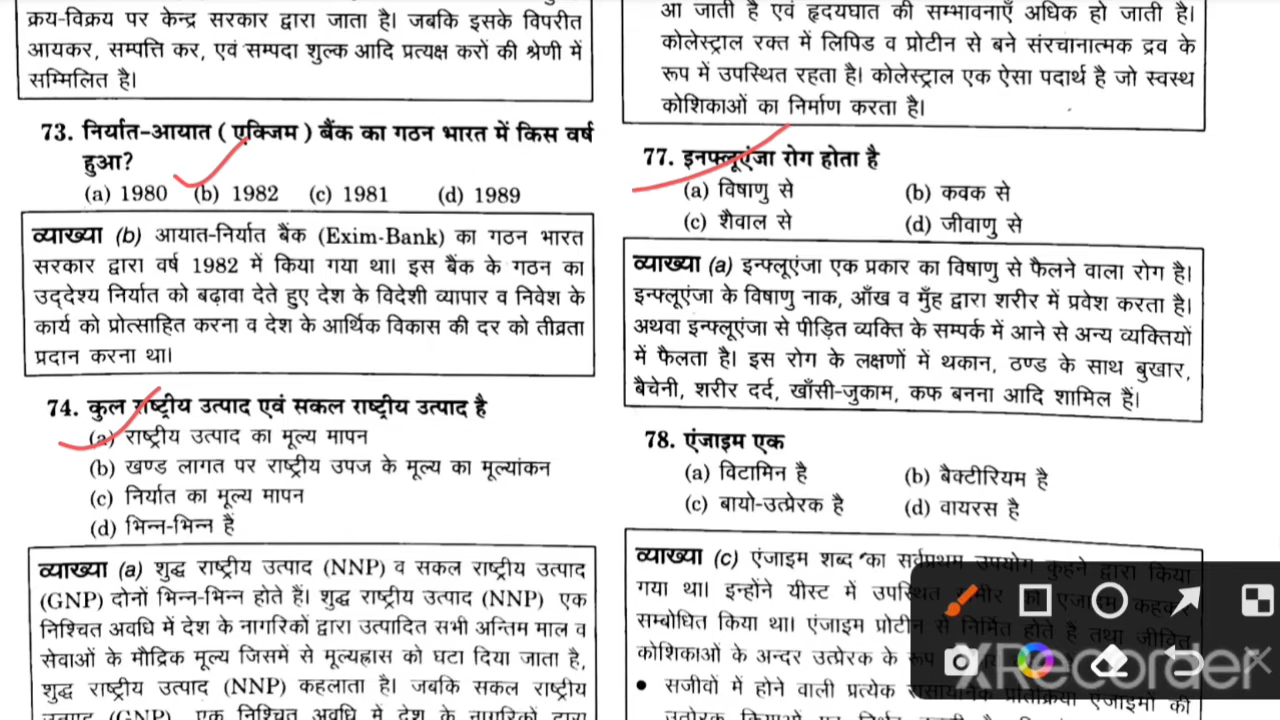 क्रय-विक्रय पर केन्द्र सरकार द्वारा जाता है। जबकि इसके विपरीत
आयकर, सम्पत्ति कर, एवं सम्पदा शुल्क आदि प्रत्यक्ष करों की श्रेणी में
सम्मिलित है।
73. निर्यात-आयात ( एक्जिम ) बैंक का गठन भारत में किस वर्ष
हुआ?
(a) 1980 (b) 1982 (c) 1981 (d) 1989
व्याख्या (b) आयात-निर्यात बैंक (Exim-Bank) का गठन भारत
सरकार द्वारा वर्ष 1982 में किया गया था। इस बैंक के गठन का
उद्देश्य निर्यात को बढ़ावा देते हुए देश के विदेशी व्यापार व निवेश के
कार्य को प्रोत्साहित करना व देश के आर्थिक विकास की दर को तीव्रता
प्रदान करना था।
74. कुल राष्ट्रीय उत्पाद एवं सकल राष्ट्रीय उत्पाद है
(a) राष्ट्रीय उत्पाद का मूल्य मापन
(b) खण्ड लागत पर राष्ट्रीय उपज के मूल्य का मूल्यांकन
(c) निर्यात का मूल्य मापन
(d) भिन्न-भिन्न हैं
व्याख्या (a) शुद्ध राष्ट्रीय उत्पाद (NNP) व सकल राष्ट्रीय उत्पाद
(GNP) दोनों भिन्न-भिन्न होते हैं। शुद्ध राष्ट्रीय उत्पाद (NNP) एक
निश्चित अवधि में देश के नागरिकों द्वारा उत्पादित सभी अन्तिम माल व
सेवाओं के मौद्रिक मूल्य जिसमें से मूल्यह्रास को घटा दिया जाता है,
शुद्ध राष्ट्रीय उत्पाद (NNP) कहलाता है। जबकि सकल राष्ट्रीय
उत्पाद (GNP) एक निश्चित अवधि में देश के नागरिकों द्वारा
आ जाती है एवं हृदयघात की सम्भावनाएँ अधिक हो जाती है।
कोलेस्ट्राल रक्त में लिपिड व प्रोटीन से बने संरचानात्मक द्रव के
रूप में उपस्थित रहता है। कोलेस्ट्राल एक ऐसा पदार्थ है जो स्वस्थ
कोशिकाओं का निर्माण करता है।
77. इनफ्लूएंजा रोग होता है
(a) विषाणु से (b) कवक से
(c) शैवाल से (d) जीवाणु से
व्याख्या (a) इन्फ्लूएंजा एक प्रकार का विषाणु से फैलने वाला रोग है।
इन्फ्लूएंजा के विषाणु नाक, आँख व मुँह द्वारा शरीर में प्रवेश करता है।
अथवा इन्फ्लूएंजा से पीड़ित व्यक्ति के सम्पर्क में आने से अन्य व्यक्तियों
में फैलता है। इस रोग के लक्षणों में थकान, ठण्ड के साथ बुखार,
बैचेनी, शरीर दर्द, खाँसी-जुकाम, कफ बनना आदि शामिल हैं।
78. एंजाइम एक
(a) विटामिन है (b) बैक्टीरियम है
(c) बायो-उत्प्रेरक है (d) वायरस है
व्याख्या (c) एंजाइम शब्द का सर्वप्रथम उपयोग कुहने द्वारा किया
गया था। इन्होंने यीस्ट में उपस्थित को एंजाइम कहकर
सम्बोधित किया था। एंजाइम प्रोटीन से निर्मित होते है तथा जीवित
कोशिकाओं के अन्दर उत्प्रेरक के रूप
• सजीवों में होने वाली प्रत्येक रासायनिक प्रतिक्रिया एंजाइमों की
XRecorder